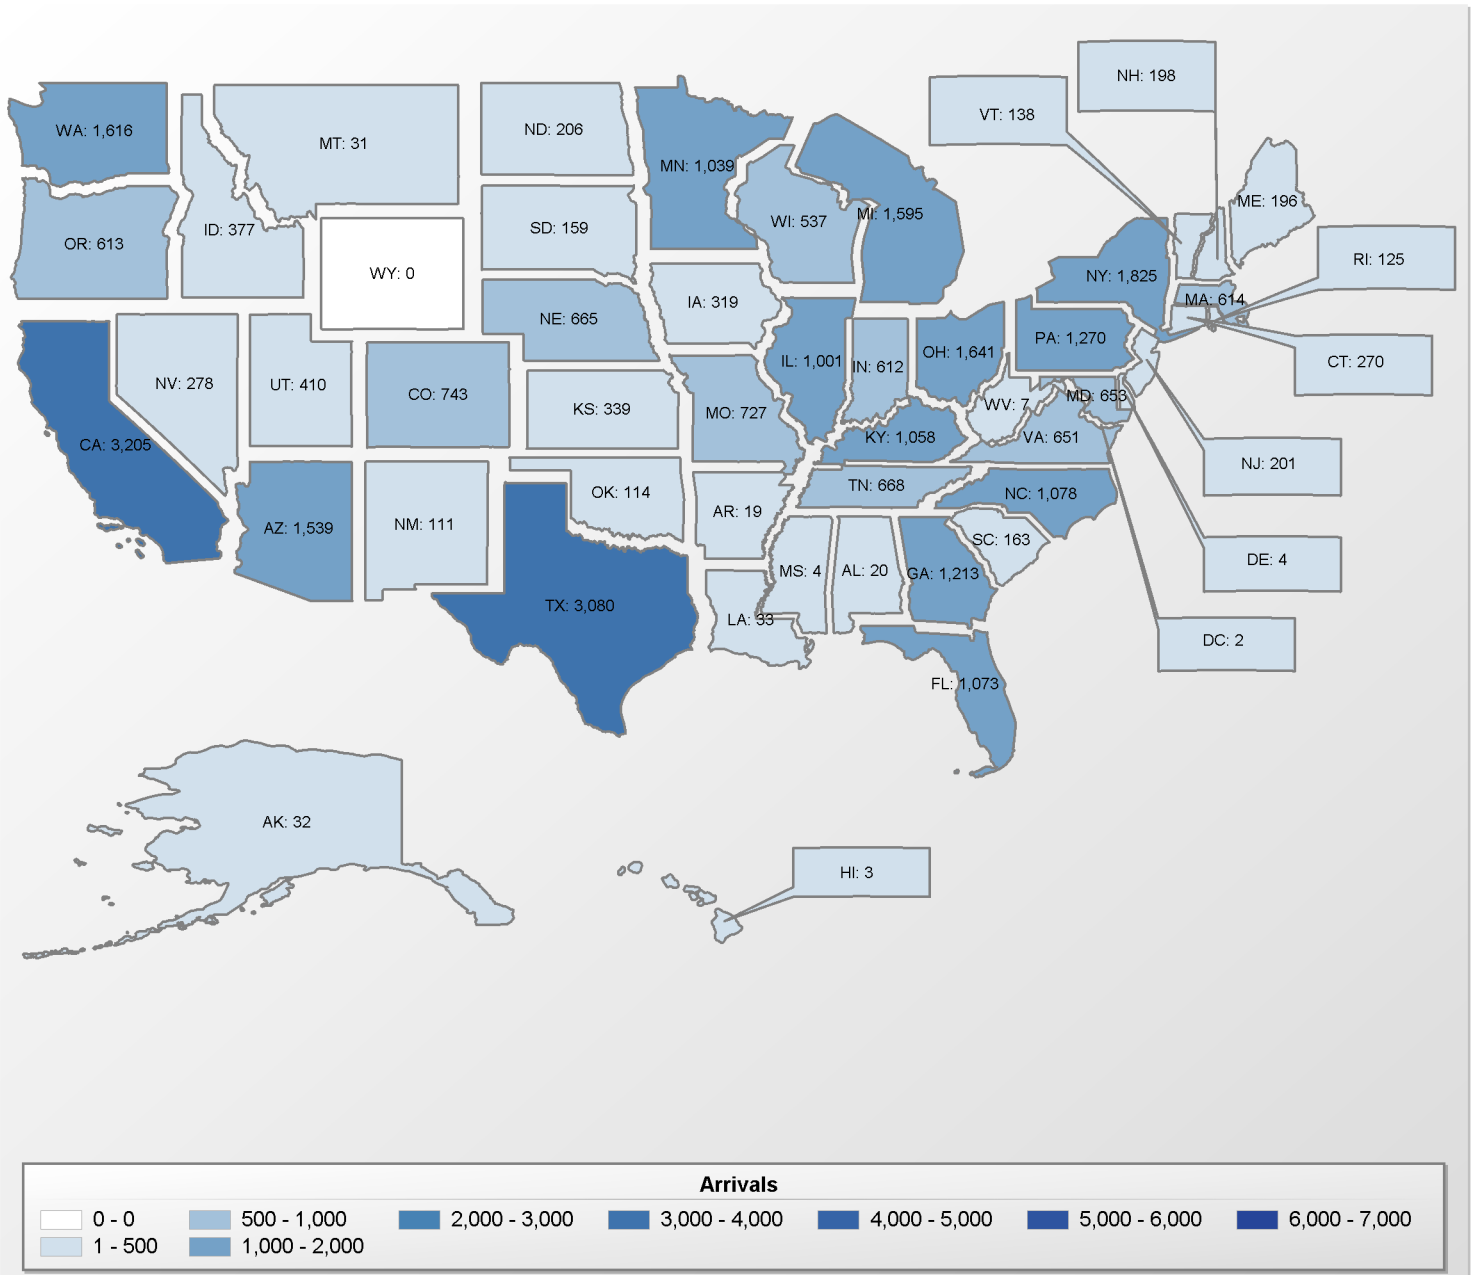 NH: 198
VT: 138
WA: 1,616
ND: 206
MT: 31
MN: 1,039
ME: 196
MI: 1,595
WI: 537
SD: 159
ID: 377
OR: 613
RI: 125
WY: 0
NY: 1,825
MA: 614
IA: 319
NE: 665
PA: 1,270
OH: 1,641
CT: 270
IL: 1,001
IN: 612
NV: 278
UT: 410
CO: 743
MD: 653
WV: 7
KS: 339
MO: 727
KY: 1,058
VA: 651
CA: 3,205
NJ: 201
TN: 668
OK: 114
NC: 1,078
AR: 19
NM: 111
AZ: 1,539
SC: 163
DE: 4
MS: 4
AL: 20
GA: 1,213
TX: 3,080
LA: 33
DC: 2
FL: 1,073
AK: 32
HI: 3
Arrivals
0 - 0
500 - 1,000
2,000 - 3,000
3,000 - 4,000
4,000 - 5,000
5,000 - 6,000
6,000 - 7,000
1 - 500
1,000 - 2,000